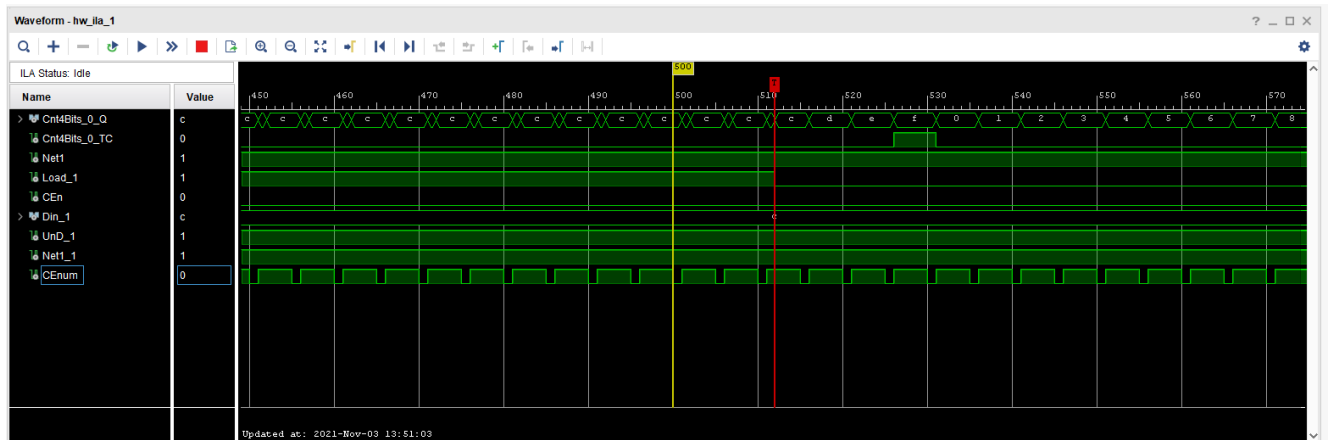 Waveform - hw_ila_1
ILA Status: Idle
500
T
Name Value 450 460 470 480 490 500 510 520 530 540 550 560 570
Cnt4Bits_0_Q c c c c c c c c c c c c c c c d e f 0 1 2 3 4 5 6 7 8
Cnt4Bits_0_TC 0
Net1 1
Load_1 1
CEn 0
Din_1 c c
UnD_1 1
Net1_1 1
CEnum 0
Updated at: 2021-Nov-03 13:51:03